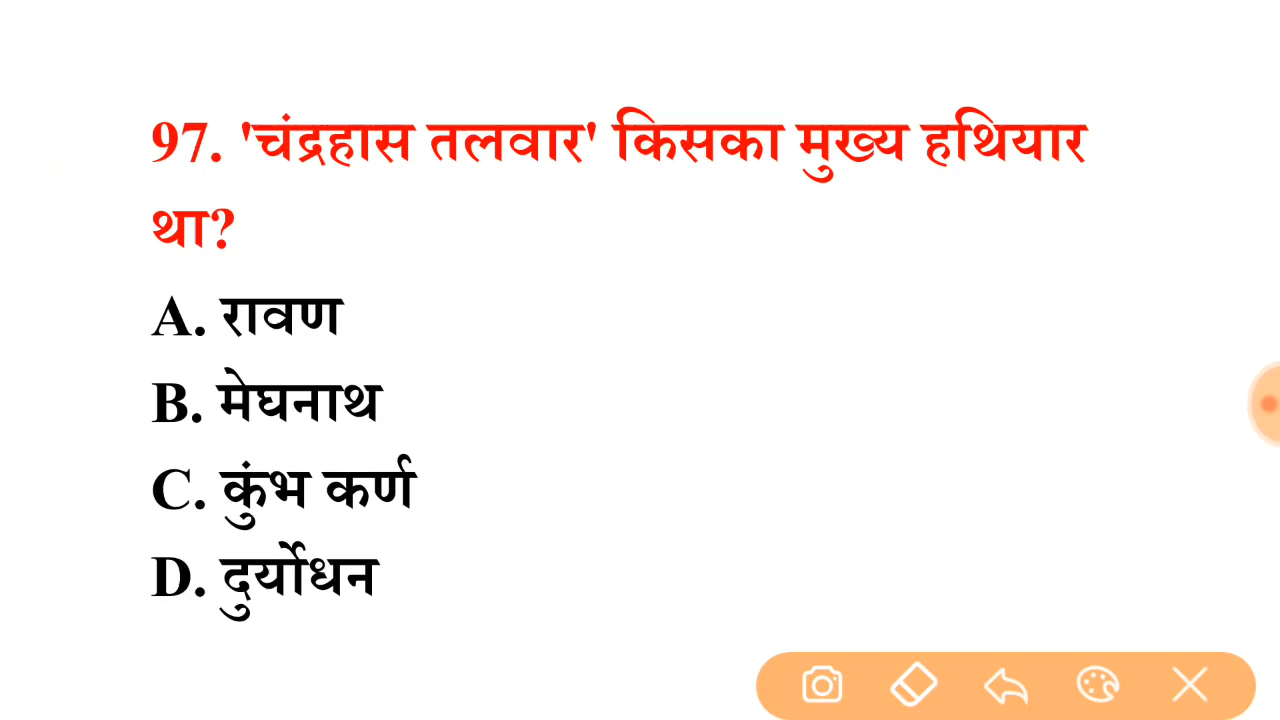 97. 'चंद्रहास तलवार' किसका मुख्य हथियार
था?
A. रावण
B. मेघनाथ
C. कुंभ कर्ण
D. दुर्योधन